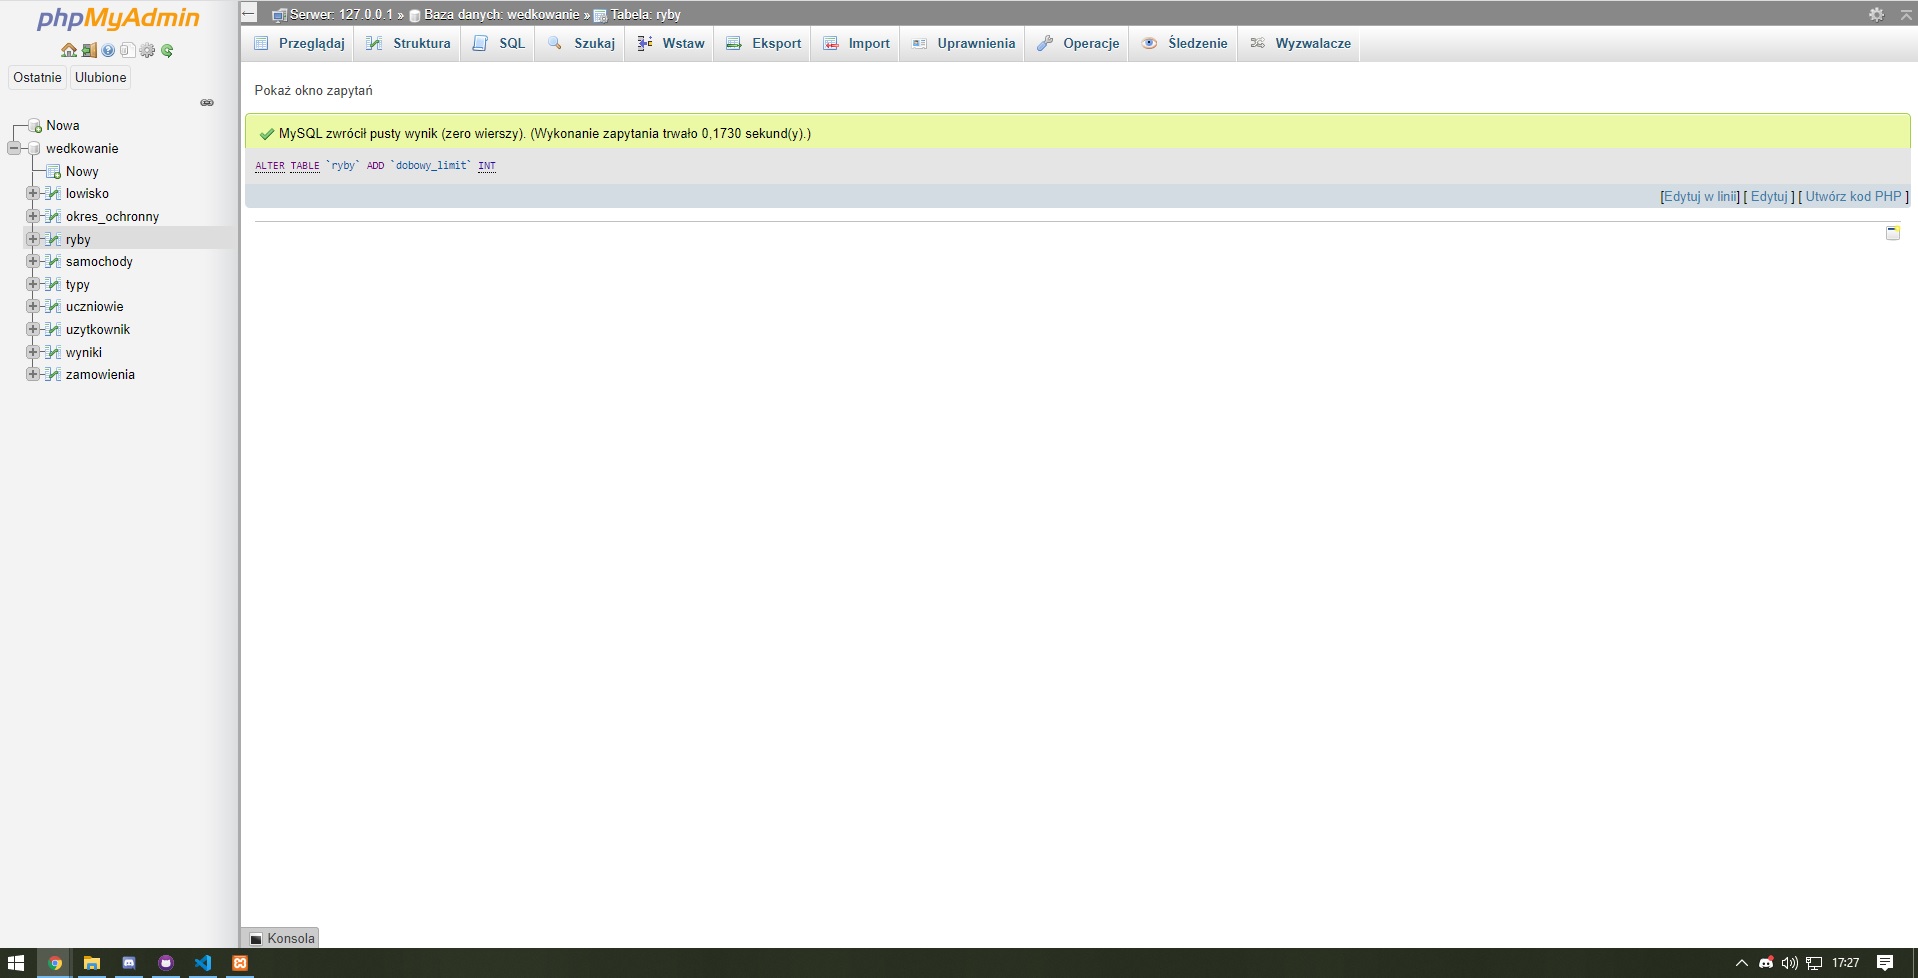 phpMyAdmin
Ostatnie Ulubione
Nowa
wedkowanie
Nowy
lowisko
okres_ochronny
ryby
samochody
typy
uczniowie
uzytkownik
wyniki
zamowienia
Serwer: 127.0.0.1 » Baza danych: wedkowanie » Tabela: ryby
Przeglądaj Struktura SQL Szukaj Wstaw Eksport Import Uprawnienia Operacje Śledzenie Wyzwalacze
Pokaż okno zapytań
MySQL zwrócił pusty wynik (zero wierszy). (Wykonanie zapytania trwało 0,1730 sekund(y).)
ALTER TABLE `ryby` ADD `dobowy_limit` INT
[Edytuj w linii] [ Edytuj ] [ Utwórz kod PHP ]
Konsola
17:27